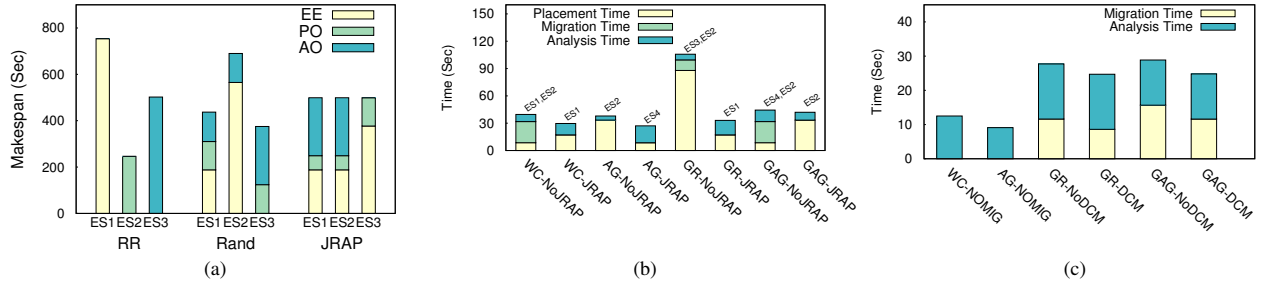 EE
PO
AO
Makespan (Sec)
800
600
400
200
0
ES1 ES2 ES3 ES1 ES2 ES3 ES1 ES2 ES3
RR Rand JRAP
(a)
Placement Time
Migration Time
Analysis Time
Time (Sec)
150
120
90
60
30
0
ES1,ES2
ES1
ES2
ES4
ES3,ES2
ES1
ES4,ES2
ES2
WC-NoJRAP
WC-JRAP
AG-NoJRAP
AG-JRAP
GR-NoJRAP
GR-JRAP
GAG-NoJRAP
GAG-JRAP
(b)
Migration Time
Analysis Time
Time (Sec)
40
30
20
10
0
WC-NOMIG
AG-NOMIG
GR-NoDCM
GR-DCM
GAG-NoDCM
GAG-DCM
(c)